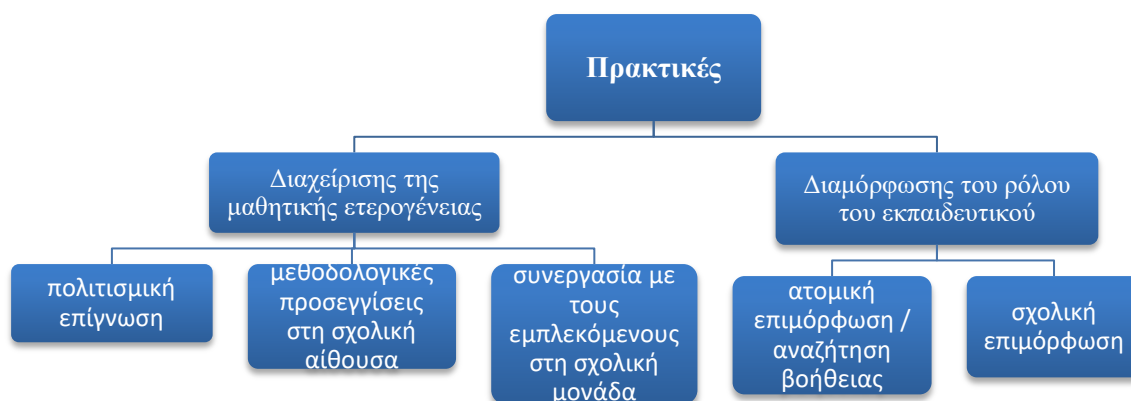 Πρακτικές
Διαχείρισης της
μαθητικής ετερογένειας
Διαμόρφωσης του ρόλου
του εκπαιδευτικού
πολιτισμική
επίγνωση
μεθοδολογικές
προσεγγίσεις
στη σχολική
αίθουσα
συνεργασία με
τους
εμπλεκόμενους
στη σχολική
μονάδα
ατομική
επιμόρφωση /
αναζήτηση
βοήθειας
σχολική
επιμόρφωση